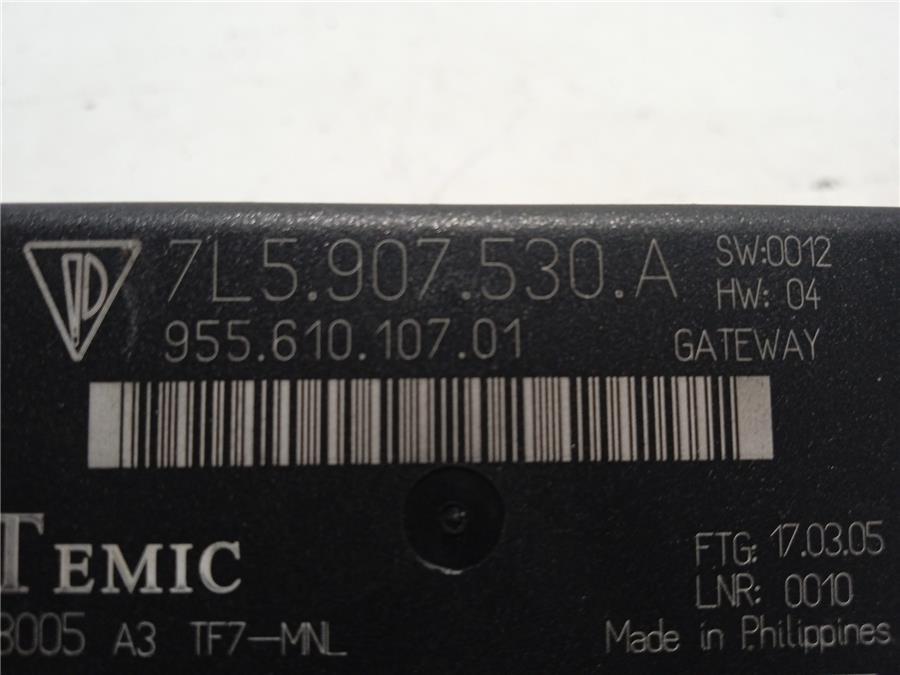 7L5.907.530.A SW:0012
HW: 04
955.610.107.01 GATEWAY
TEMIC
FTG: 17.03.05
LNR: 0010
8005 A3 TF7-MNL
Made in Philippines